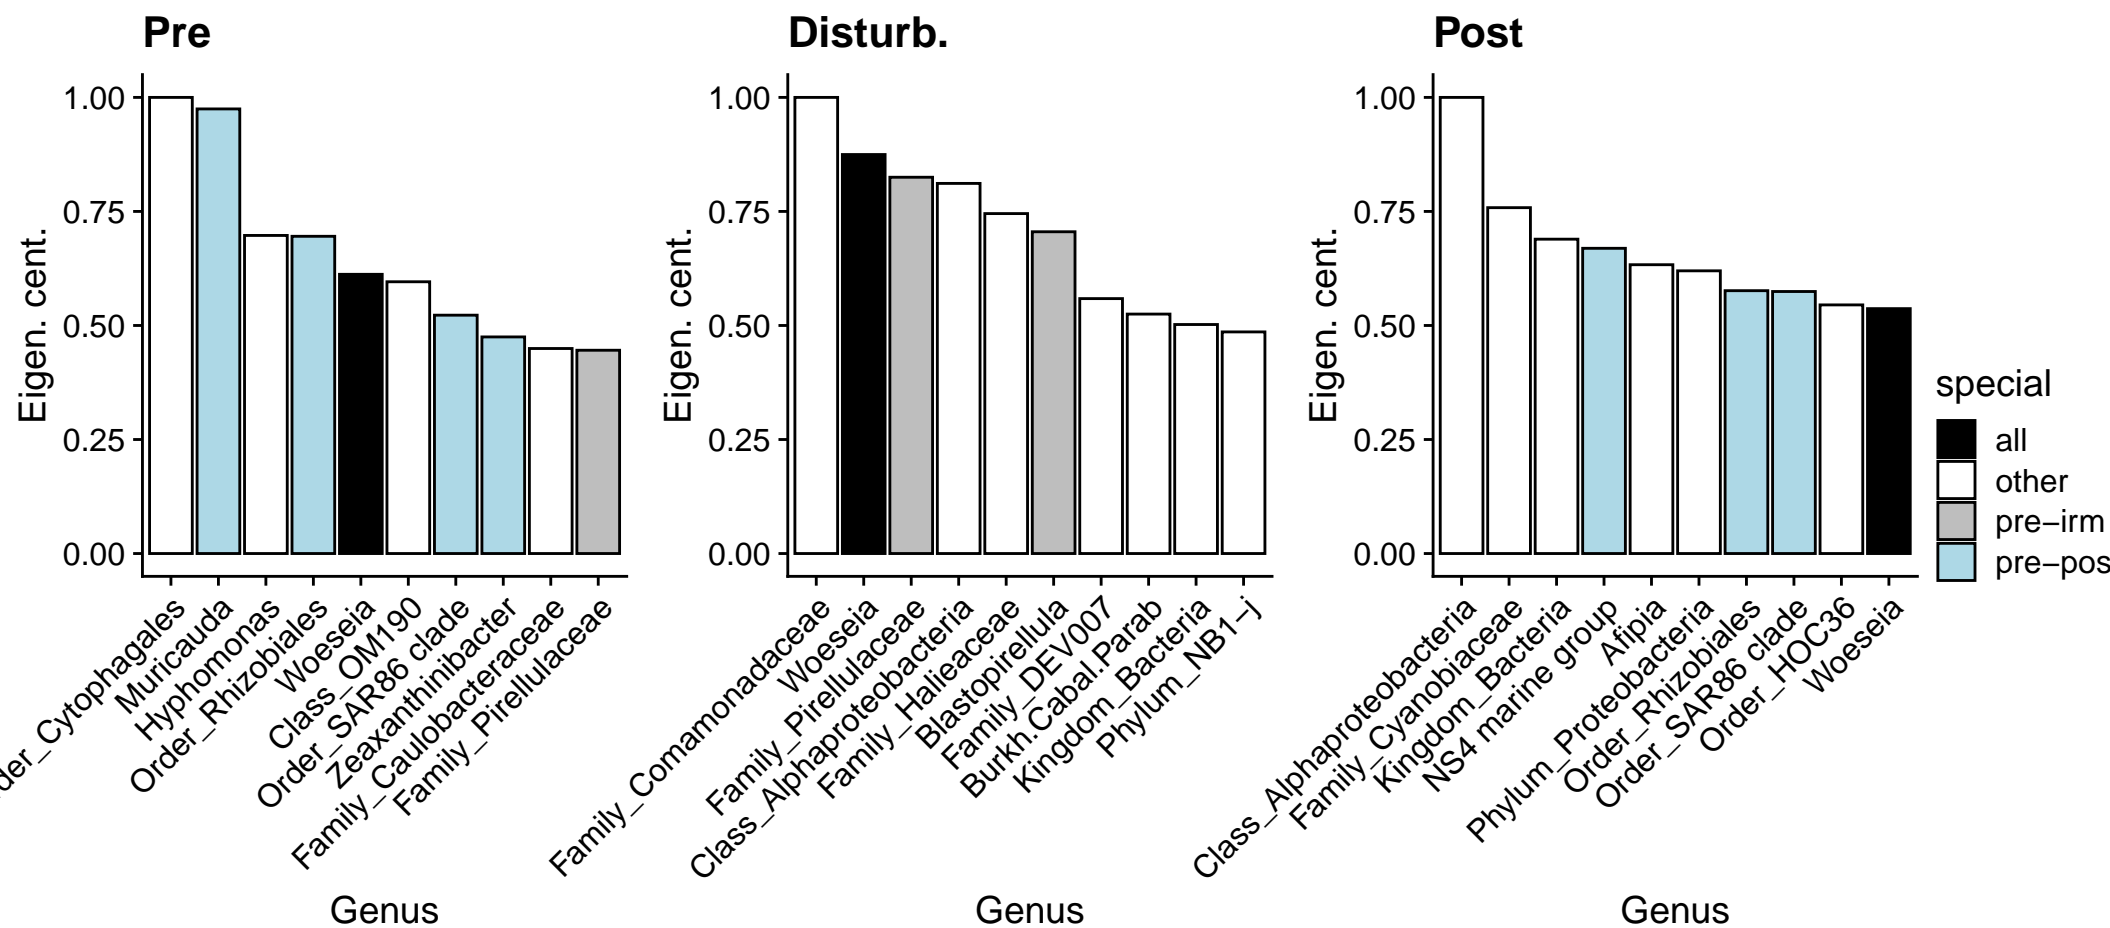 Pre
Disturb.
Post
Eigen. cent.
1.00
0.75
0.50
0.25
0.00
der_Cytophagales
Muricauda
Hyphomonas
Order_Rhizobiales
Woeseia
Class_OM190
Order_SAR86 clade
Zeaxanthinibacter
Family_Caulobacteraceae
Family_Pirellulaceae
Genus
Eigen. cent.
1.00
0.75
0.50
0.25
0.00
Family_Comamonadaceae
Woeseia
Family_Pirellulaceae
Class_Alphaproteobacteria
Family_Halieaceae
Blastopirellula
Family_DEV007
Burkh.Cabal.Parab
Kingdom_Bacteria
Phylum_NB1−j
Genus
Eigen. cent.
1.00
0.75
0.50
0.25
0.00
Class_Alphaproteobacteria
Family_Cyanobiaceae
Kingdom_Bacteria
NS4 marine group
Afipia
Phylum_Proteobacteria
Order_Rhizobiales
Order_SAR86 clade
Order_HOC36
Woeseia
Genus
special
all
other
pre−irm
pre−pos